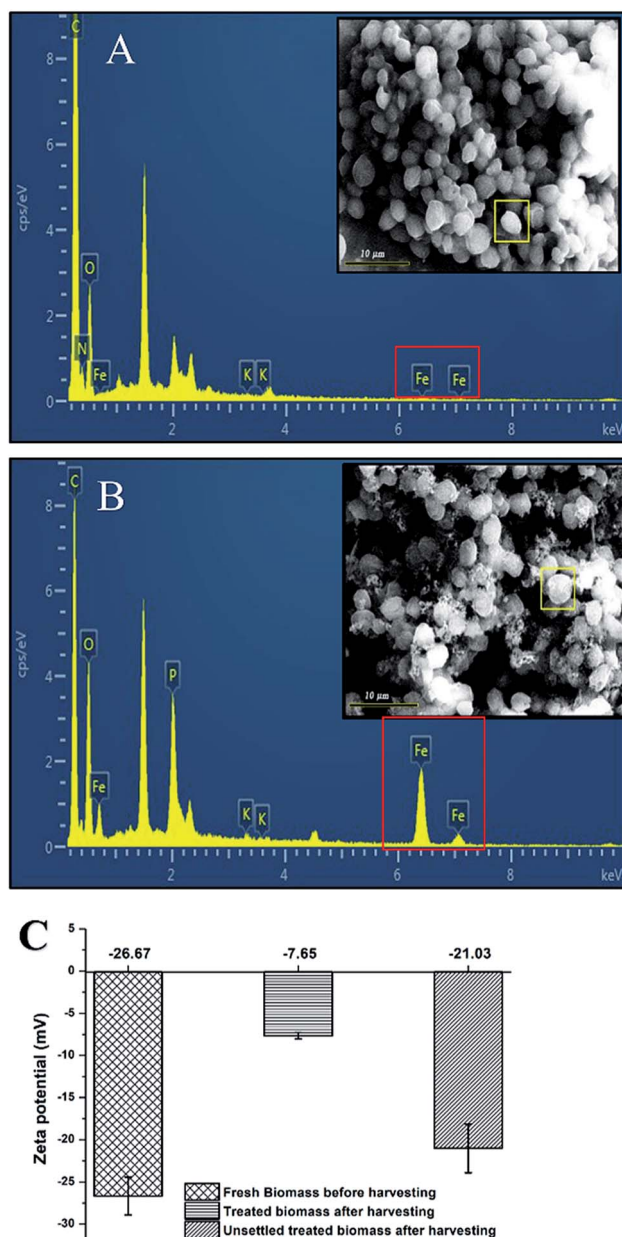 A
C
8
6
cps/eV
4
O
2
N
Fe
K K
Fe Fe
0
2 4 6 8 keV
10 µm
B
C
8
6
cps/eV
O
4
P
2
Fe
Fe
K K
Fe
0
2 4 6 8 keV
10 µm
C
-26.67 -7.65 -21.03
5
0
-5
-10
-15
-20
-25
-30
Zeta potential (mV)
Fresh Biomass before harvesting
Treated biomass after harvesting
Unsettled treated biomass after harvesting